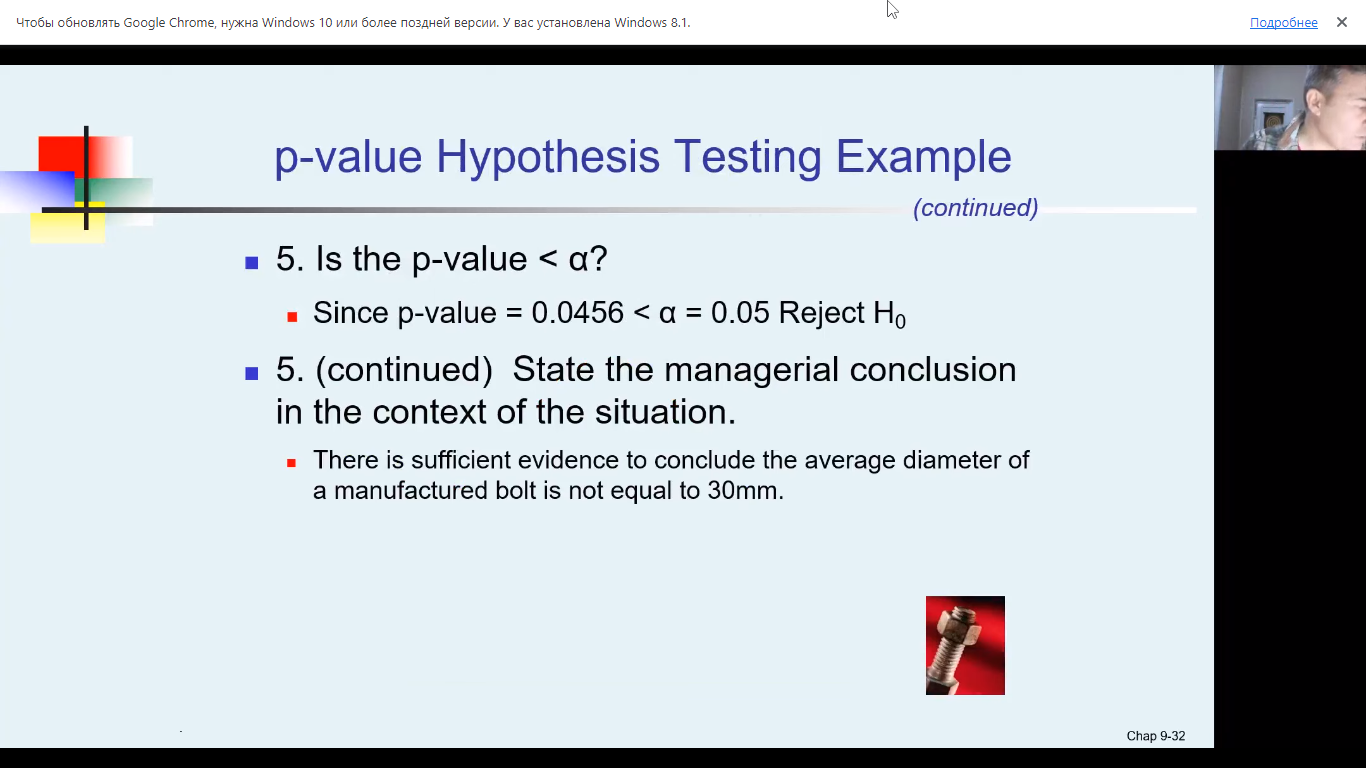 Чтобы обновлять Google Chrome, нужна Windows 10 или более поздней версии. У вас установлена Windows 8.1.
Подробнее
p-value Hypothesis Testing Example
(continued)
5. Is the p-value < α?
Since p-value = 0.0456 < α = 0.05 Reject H₀
5. (continued)  State the managerial conclusion
in the context of the situation.
There is sufficient evidence to conclude the average diameter of
a manufactured bolt is not equal to 30mm.
Chap 9-32